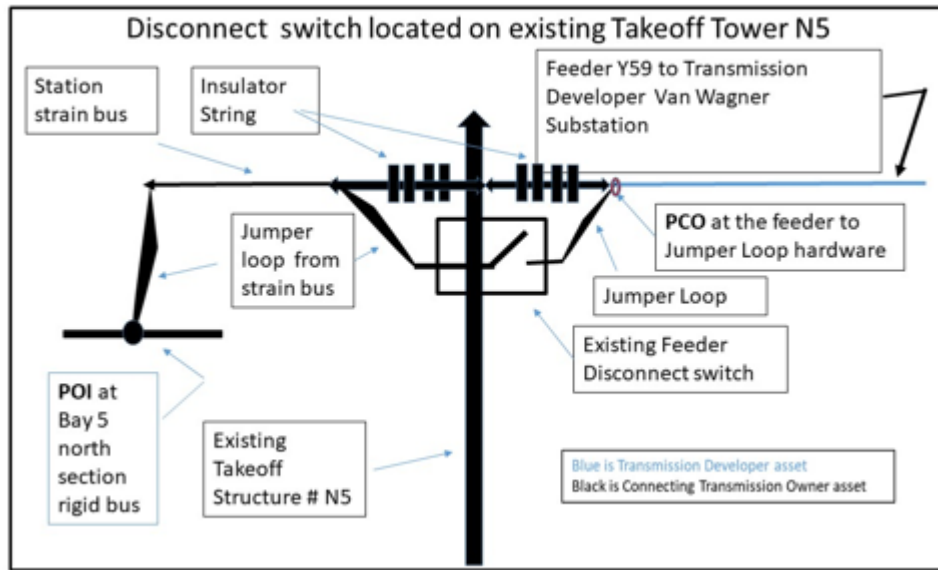 Disconnect switch located on existing Takeoff Tower N5
Station
strain bus
Insulator
String
Feeder Y59 to Transmission
Developer Van Wagner
Substation
PCO at the feeder to
Jumper Loop hardware
Jumper
loop from
strain bus
Jumper Loop
Existing Feeder
Disconnect switch
POI at
Bay 5
north
section
rigid bus
Existing
Takeoff
Structure # N5
Blue is Transmission Developer asset
Black is Connecting Transmission Owner asset